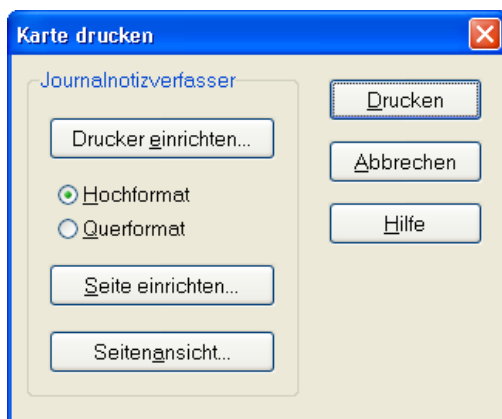 Karte drucken
Journalnotizverfasser
Drucker einrichten...
Hochformat
Querformat
Seite einrichten...
Seitenansicht...
Drucken
Abbrechen
Hilfe